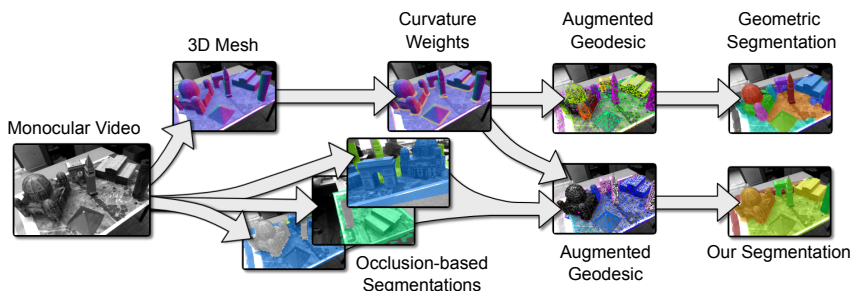 3D Mesh
Curvature
Weights
Augmented
Geodesic
Geometric
Segmentation
Monocular Video
Occlusion-based
Segmentations
Augmented
Geodesic
Our Segmentation